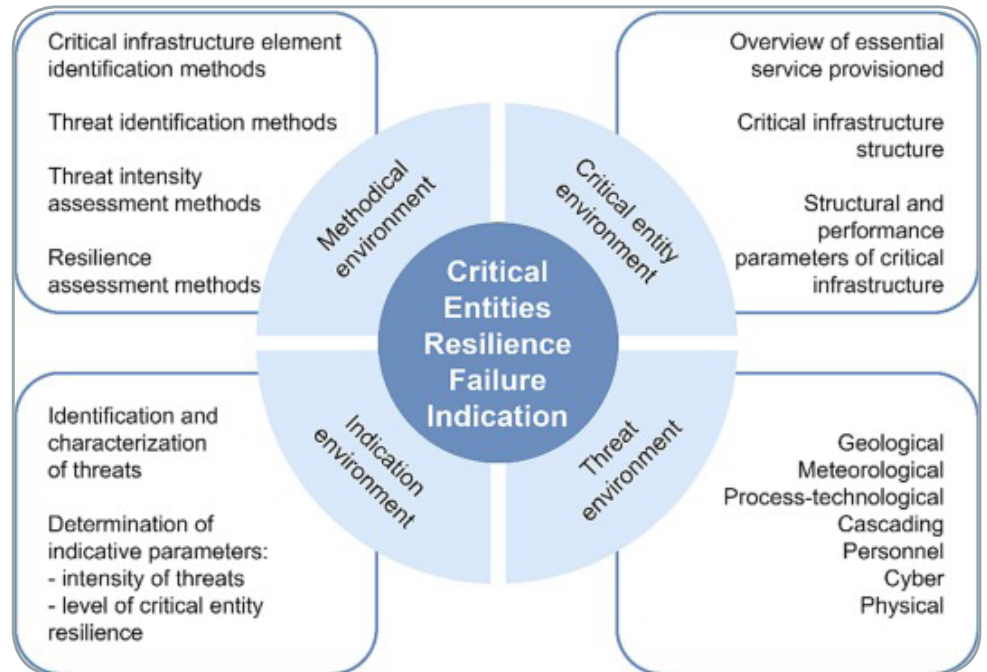 Critical infrastructure element
identification methods
Threat identification methods
Threat intensity
assessment methods
Resilience
assessment methods
Overview of essential
service provisioned
Critical infrastructure
structure
Structural and
performance
parameters of critical
infrastructure
Methodical
environment
Critical entity
environment
Critical
Entities
Resilience
Failure
Indication
Indication
environment
Threat
environment
Identification and
characterization
of threats
Determination of
indicative parameters:
- intensity of threats
- level of critical entity
resilience
Geological
Meteorological
Process-technological
Cascading
Personnel
Cyber
Physical